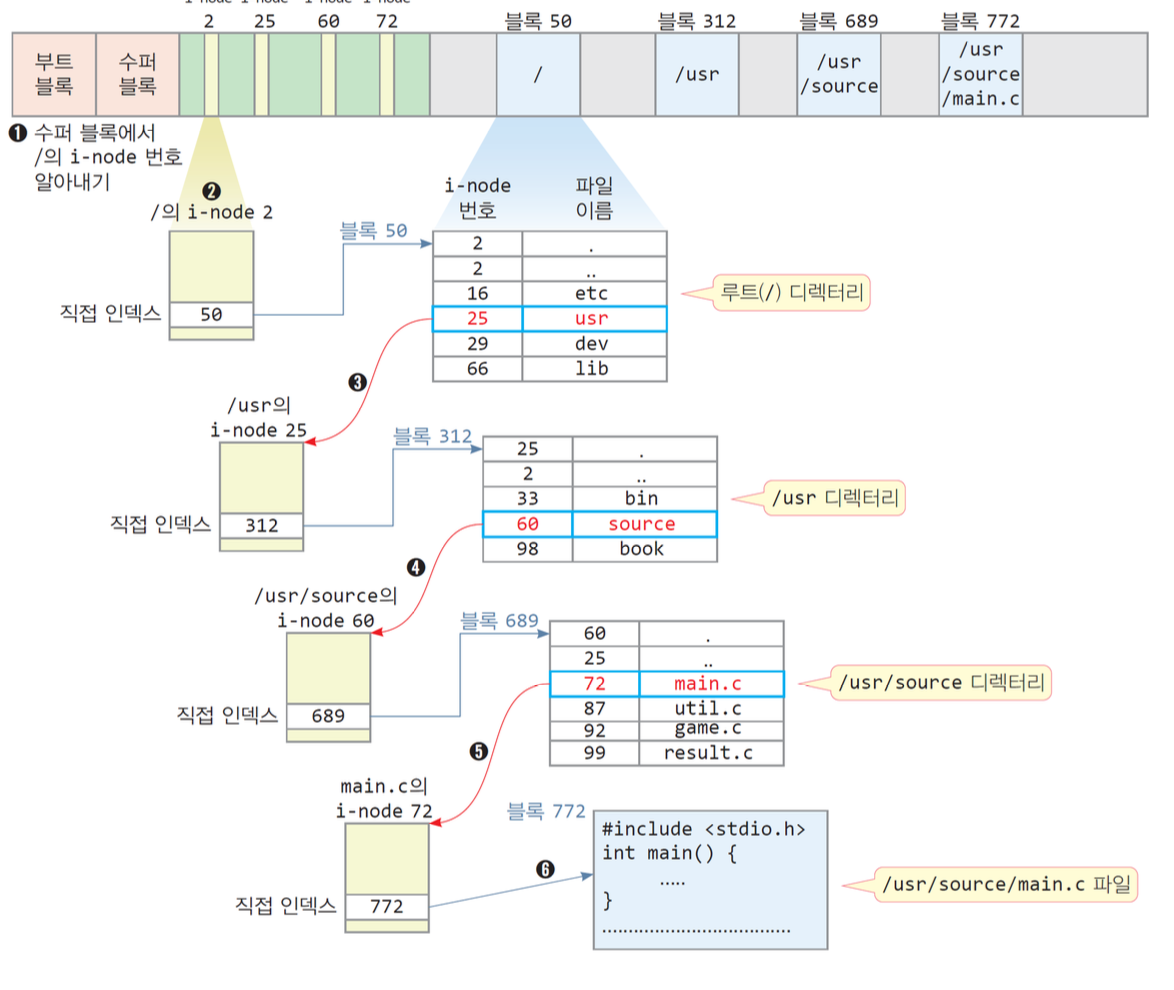 i-node i-node i-node i-node
2 25 60 72 블록 50 블록 312 블록 689 블록 772
부트
블록
수퍼
블록
/
/usr
/usr
/source
/usr
/source
/main.c
❶ 수퍼 블록에서
/의 i-node 번호
알아내기
❷
/의 i-node 2
직접 인덱스 50
블록 50
i-node
번호
파일
이름
2 .
2 ..
16 etc
25 usr
29 dev
66 lib
루트(/) 디렉터리
❸
/usr의
i-node 25
직접 인덱스 312
블록 312
25 .
2 ..
33 bin
60 source
98 book
/usr 디렉터리
❹
/usr/source의
i-node 60
직접 인덱스 689
블록 689
60 .
25 ..
72 main.c
87 util.c
92 game.c
99 result.c
/usr/source 디렉터리
❺
main.c의
i-node 72
직접 인덱스 772
❻
블록 772
#include <stdio.h>
int main() {
.....
}
...................................
/usr/source/main.c 파일